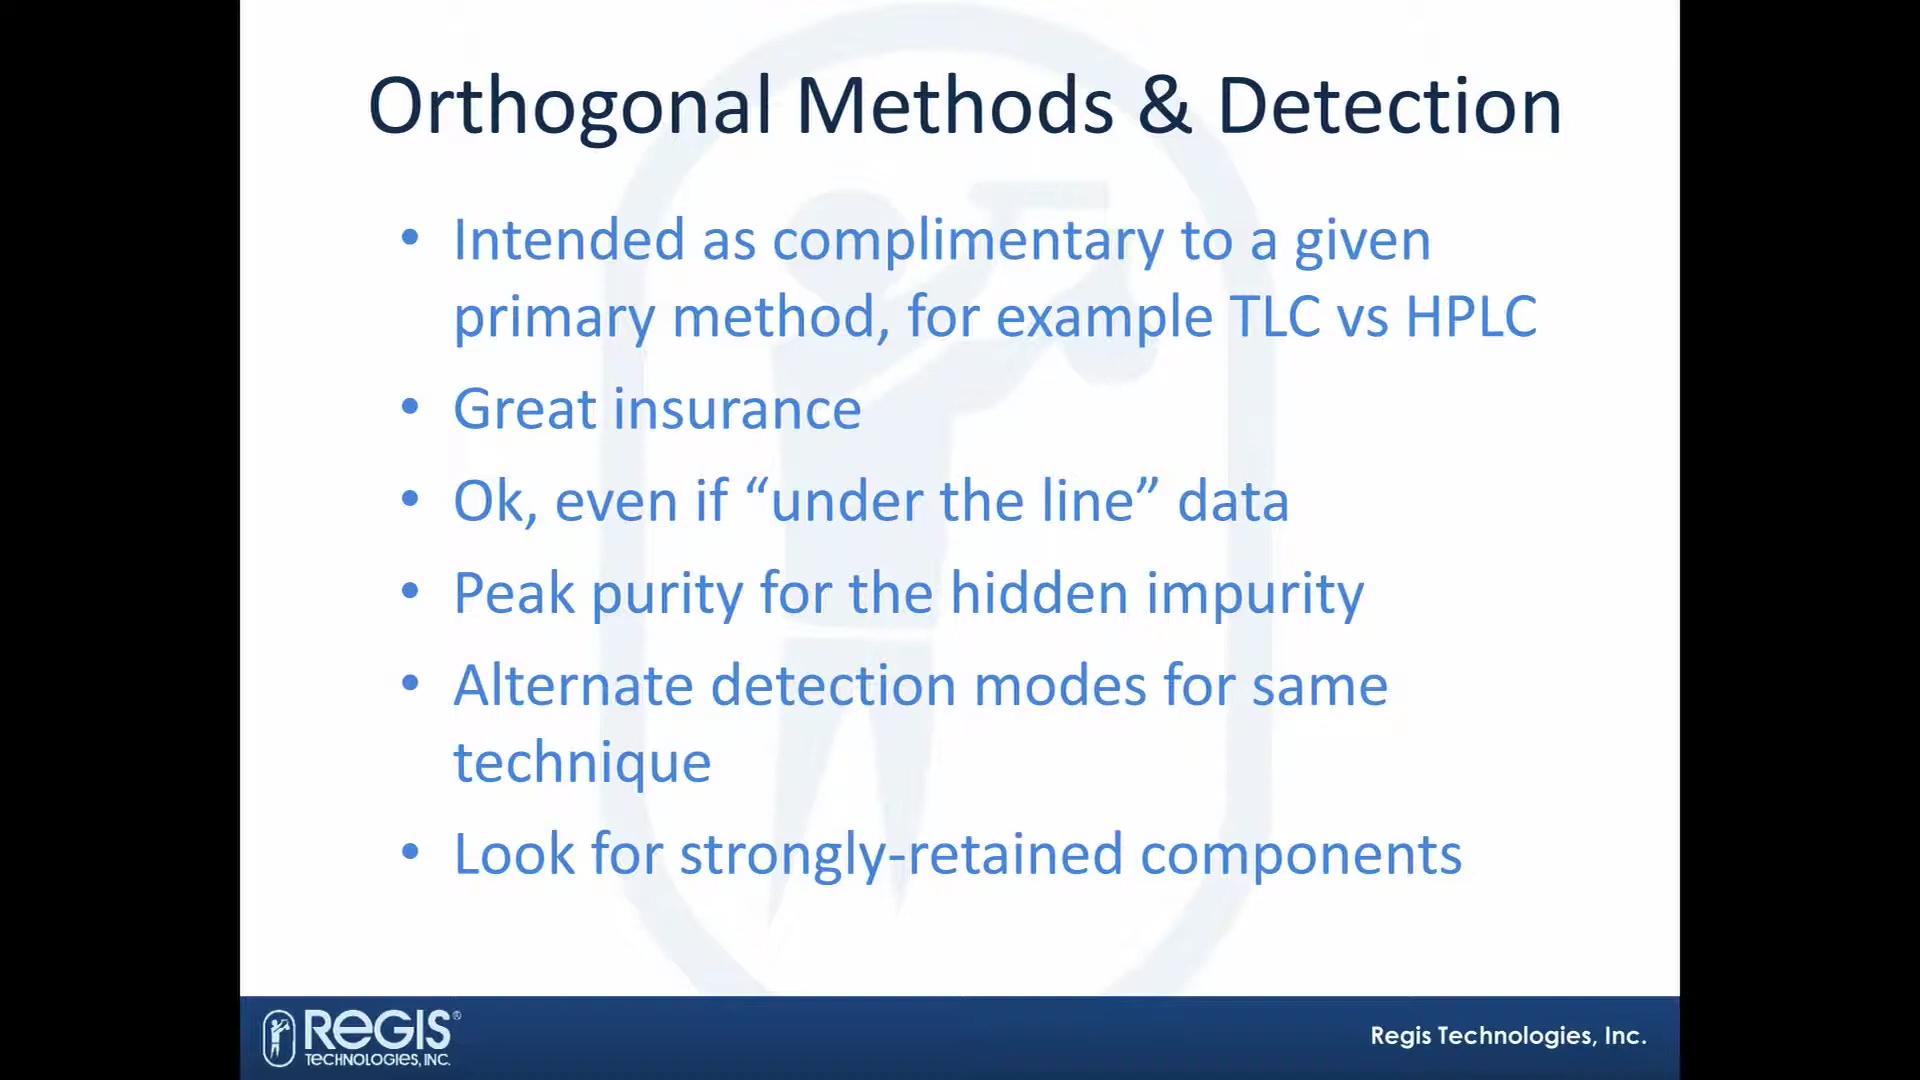 Orthogonal Methods & Detection
• Intended as complimentary to a given
primary method, for example TLC vs HPLC
• Great insurance
• Ok, even if “under the line” data
• Peak purity for the hidden impurity
• Alternate detection modes for same
technique
• Look for strongly-retained components
REGIS®
TECHNOLOGIES, INC.
Regis Technologies, Inc.